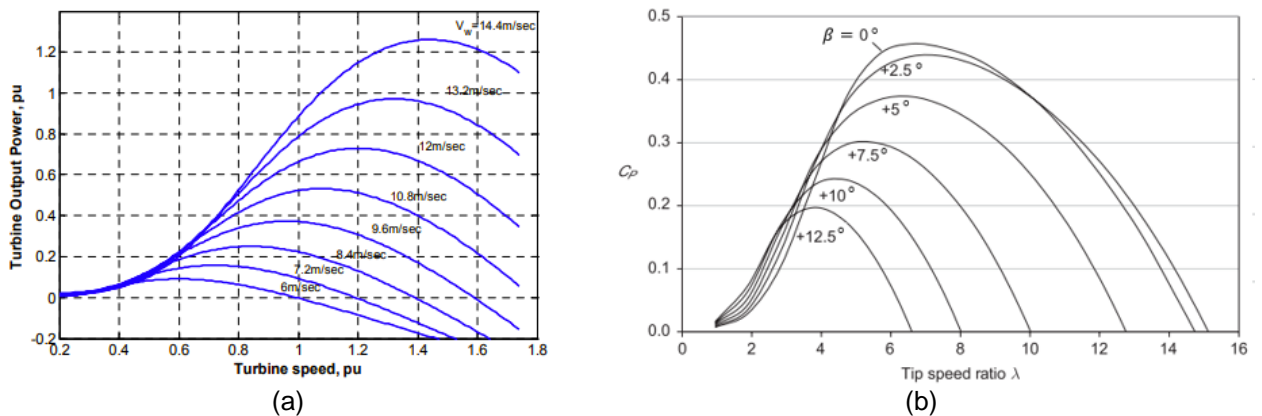 V_w=14.4m/sec
13.2m/sec
12m/sec
10.8m/sec
9.6m/sec
8.4m/sec
7.2m/sec
6m/sec
1.2
1
0.8
0.6
0.4
0.2
0
-0.2
0.2 0.4 0.6 0.8 1 1.2 1.4 1.6 1.8
Turbine Output Power, pu
Turbine speed, pu
(a)
0.5
0.4
0.3
0.2
0.1
0.0
C_P
β = 0°
+2.5°
+5°
+7.5°
+10°
+12.5°
0 2 4 6 8 10 12 14 16
Tip speed ratio λ
(b)